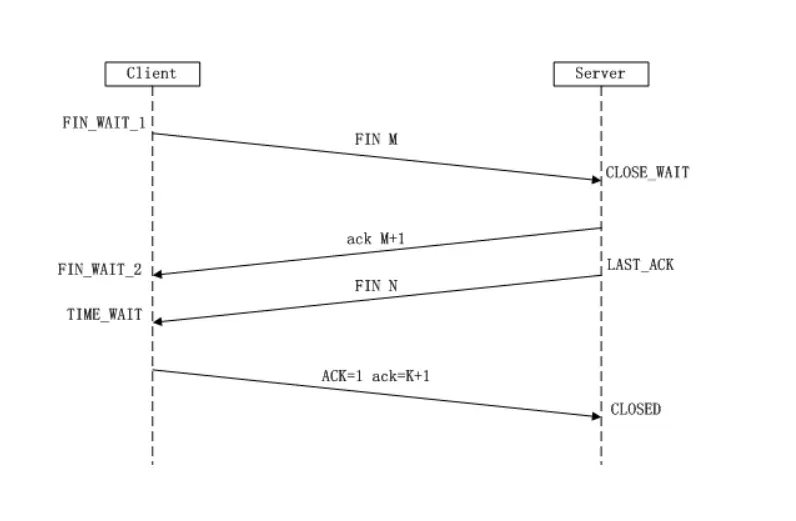 Client
Server
FIN_WAIT_1
FIN M
CLOSE_WAIT
ack M+1
FIN_WAIT_2
LAST_ACK
FIN N
TIME_WAIT
ACK=1 ack=K+1
CLOSED